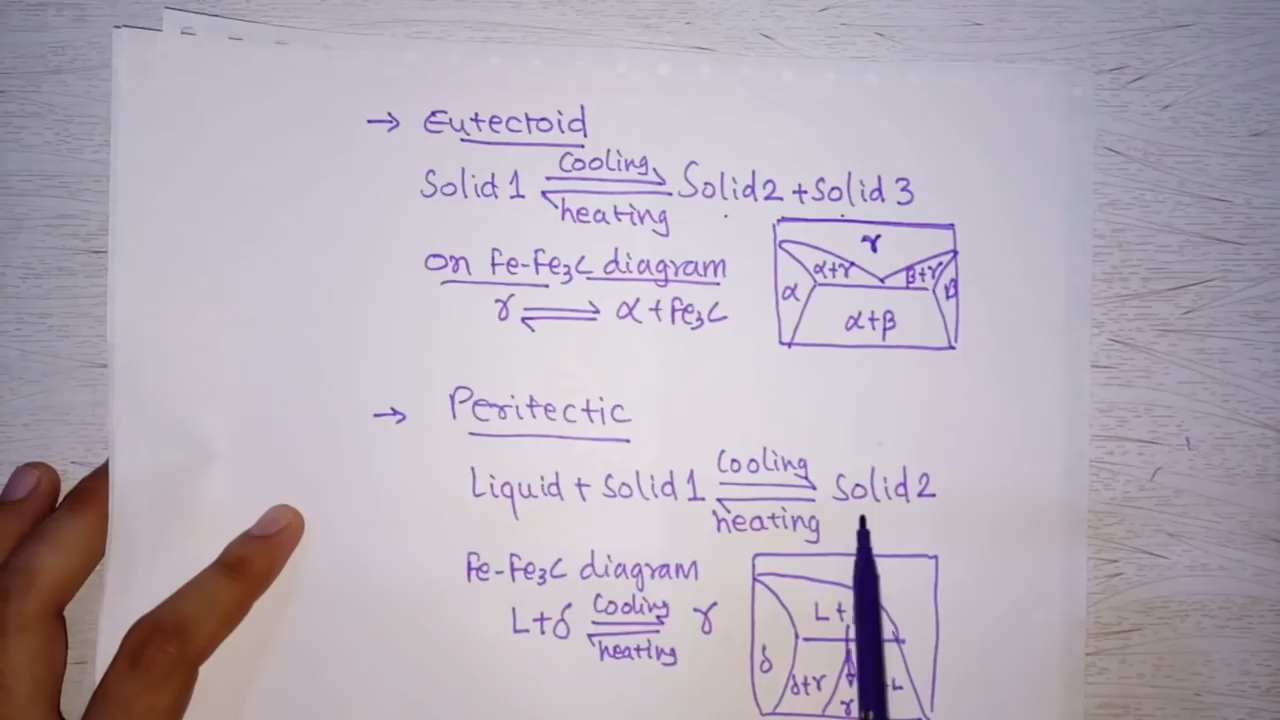 → Eutectoid
Cooling
Solid 1 ⇌ Solid 2 + Solid 3
heating
on Fe-Fe₃C diagram
γ ⇌ α + Fe₃C
γ
α+γ β+γ
α β
α+β
→ Peritectic
Cooling
Liquid + Solid 1 ⇌ Solid 2
heating
Fe-Fe₃C diagram
Cooling
L+δ ⇌ γ
heating
L+
δ
δ+γ L
γ